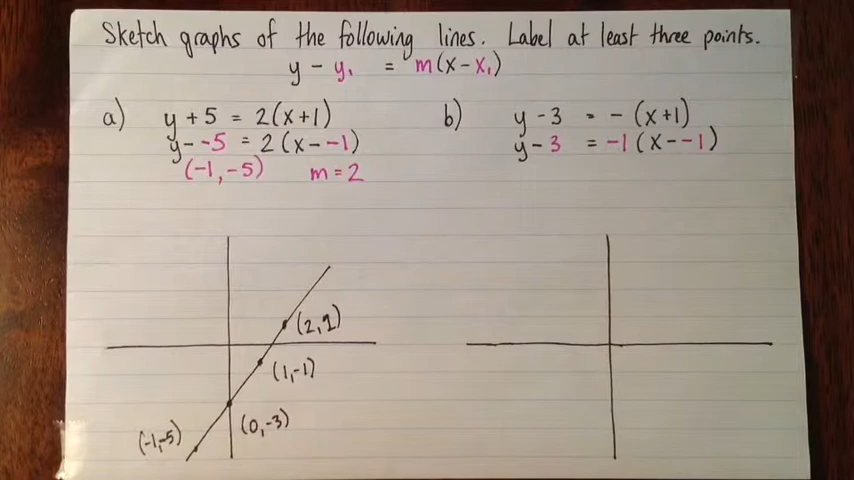 Sketch graphs of the following lines. Label at least three points.
y - y₁ = m(x - x₁)
a) y + 5 = 2(x+1)
y - -5 = 2(x - -1)
(-1, -5) m = 2
b) y - 3 = - (x+1)
y - 3 = -1(x - -1)
(2, 1)
(1, -1)
(0, -3)
(-1, -5)